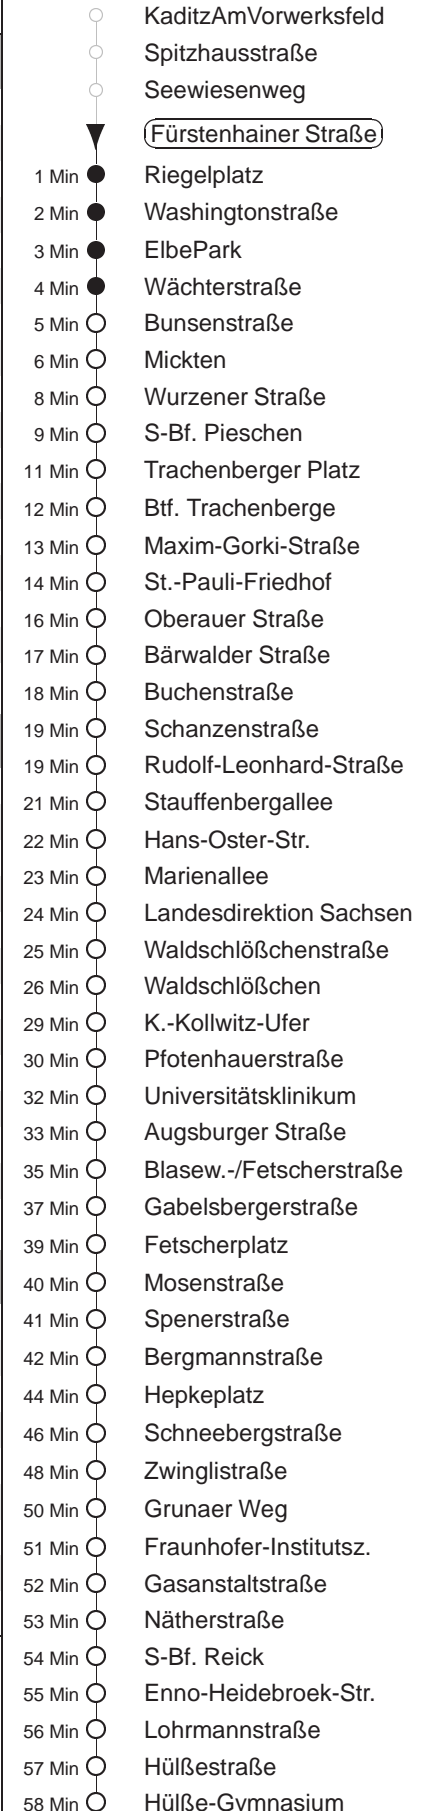 KaditzAmVorwerksfeld
Spitzhausstraße
Seewiesenweg
Fürstenhainer Straße
1 Min Riegelplatz
2 Min Washingtonstraße
3 Min ElbePark
4 Min Wächterstraße
5 Min Bunsenstraße
6 Min Mickten
8 Min Wurzener Straße
9 Min S-Bf. Pieschen
11 Min Trachenberger Platz
12 Min Btf. Trachenberge
13 Min Maxim-Gorki-Straße
14 Min St.-Pauli-Friedhof
16 Min Oberauer Straße
17 Min Bärwalder Straße
18 Min Buchenstraße
19 Min Schanzenstraße
19 Min Rudolf-Leonhard-Straße
21 Min Stauffenbergallee
22 Min Hans-Oster-Str.
23 Min Marienallee
24 Min Landesdirektion Sachsen
25 Min Waldschlößchenstraße
26 Min Waldschlößchen
29 Min K.-Kollwitz-Ufer
30 Min Pfotenhauerstraße
32 Min Universitätsklinikum
33 Min Augsburger Straße
35 Min Blasew.-/Fetscherstraße
37 Min Gabelsbergerstraße
39 Min Fetscherplatz
40 Min Mosenstraße
41 Min Spenerstraße
42 Min Bergmannstraße
44 Min Hepkeplatz
46 Min Schneebergstraße
48 Min Zwinglistraße
50 Min Grunaer Weg
51 Min Fraunhofer-Institutsz.
52 Min Gasanstaltstraße
53 Min Nätherstraße
54 Min S-Bf. Reick
55 Min Enno-Heidebroek-Str.
56 Min Lohrmannstraße
57 Min Hülßestraße
58 Min Hülße-Gymnasium